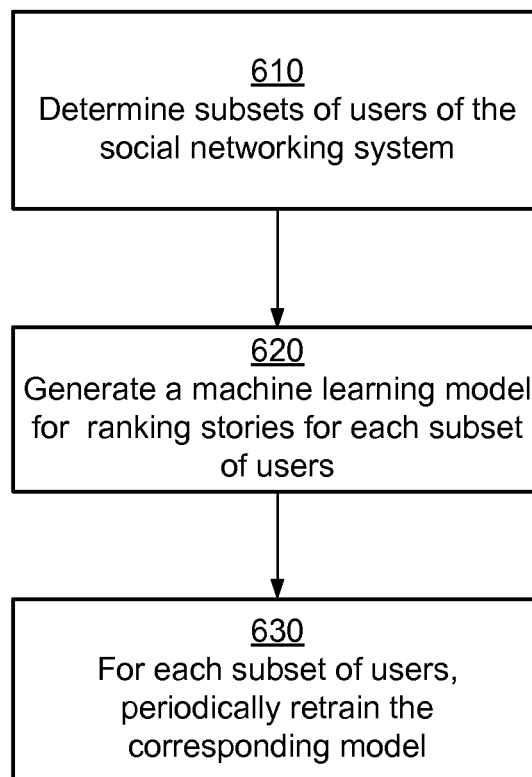 610
Determine subsets of users of the
social networking system
620
Generate a machine learning model
for ranking stories for each subset
of users
630
For each subset of users,
periodically retrain the
corresponding model